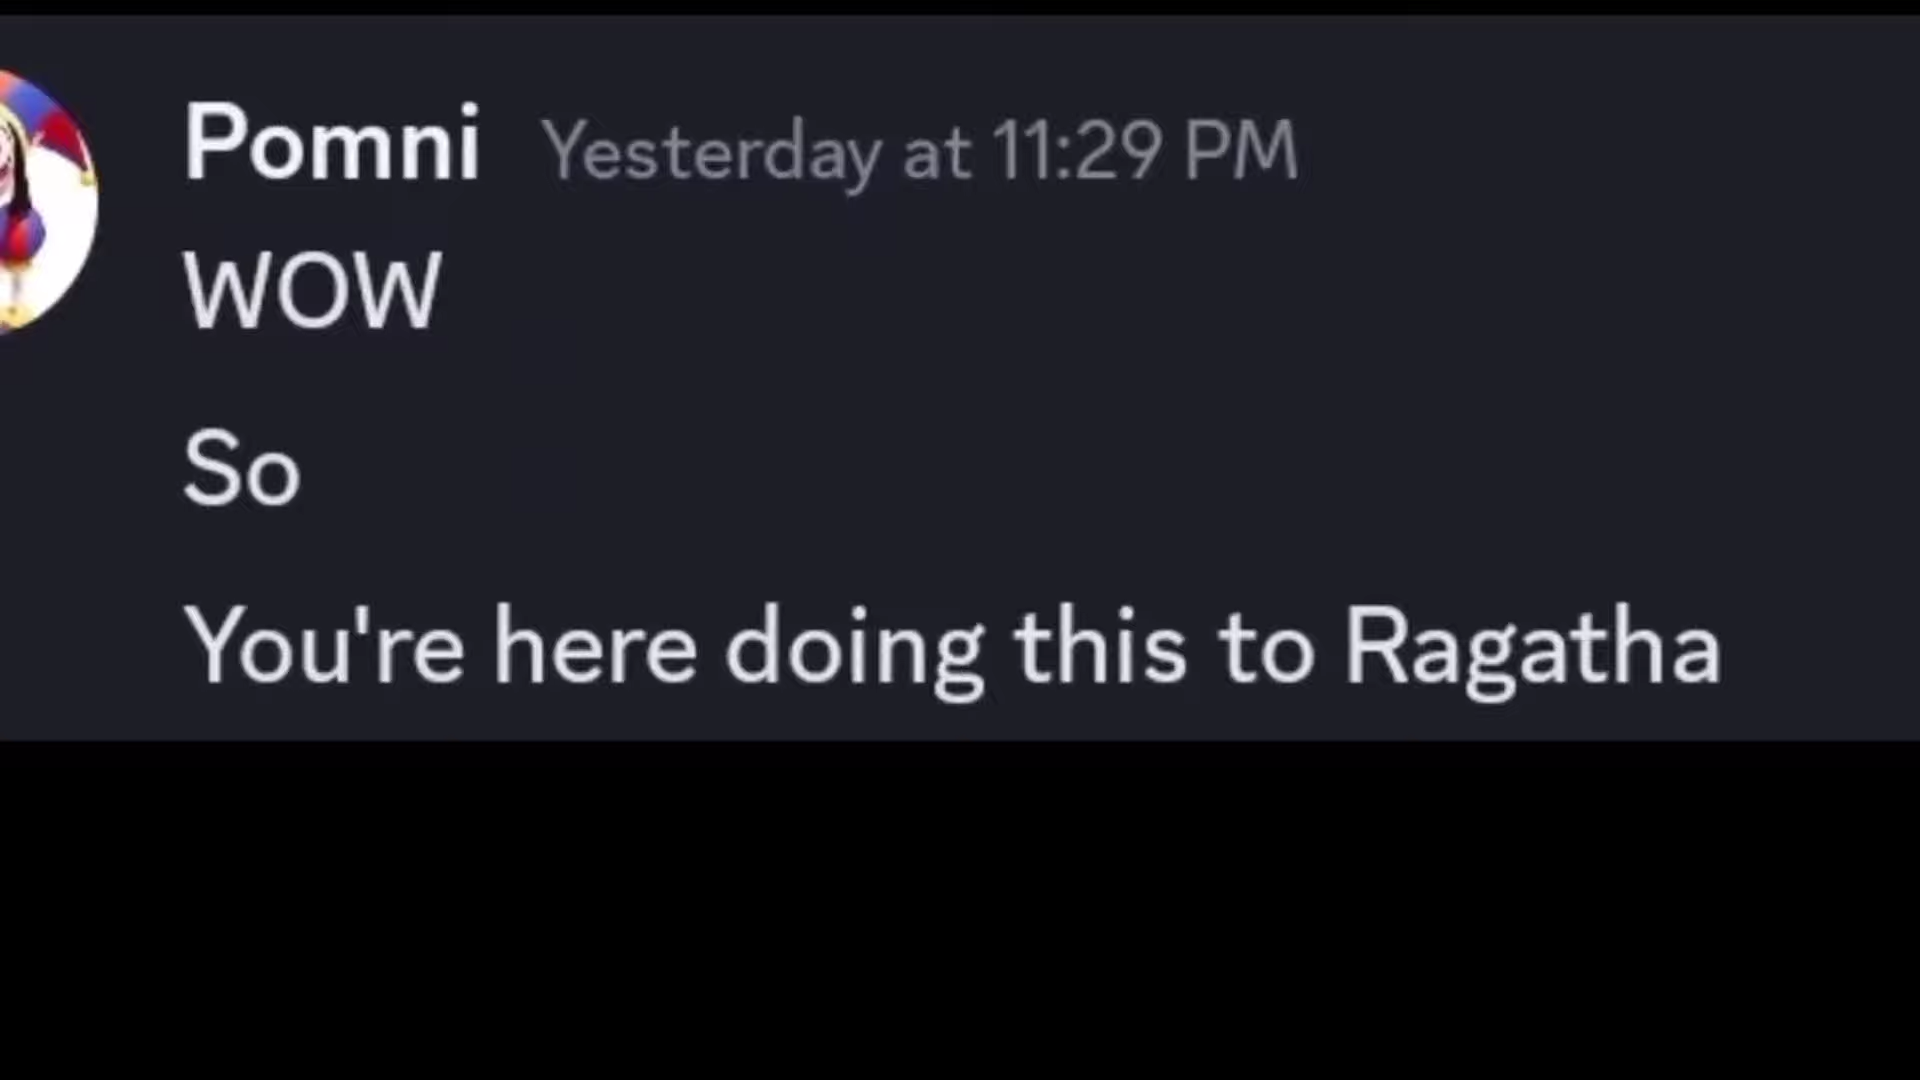 Pomni Yesterday at 11:29 PM
WOW
So
You're here doing this to Ragatha